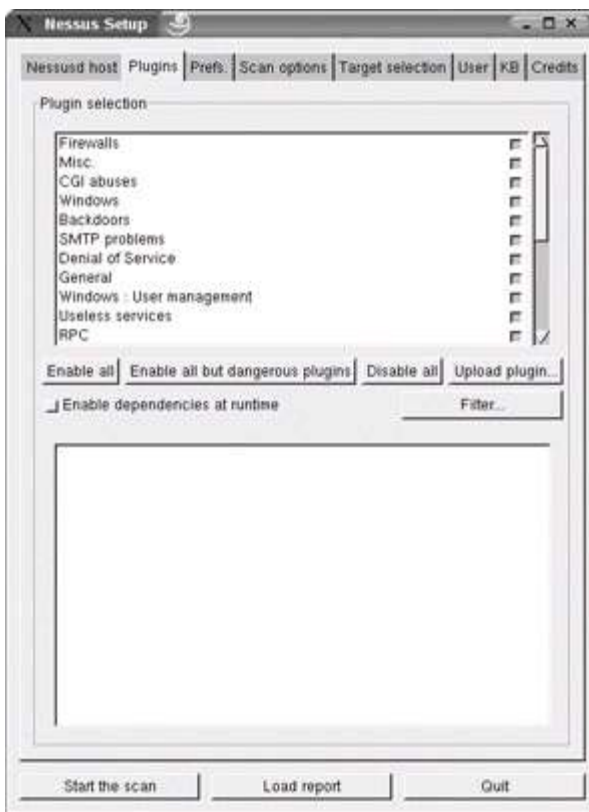 Nessus Setup
Nessusd host Plugins Prefs. Scan options Target selection User KB Credits
Plugin selection
Firewalls
Misc.
CGI abuses
Windows
Backdoors
SMTP problems
Denial of Service
General
Windows : User management
Useless services
RPC
Enable all Enable all but dangerous plugins Disable all Upload plugin...
Enable dependencies at runtime Filter...
Start the scan Load report Quit